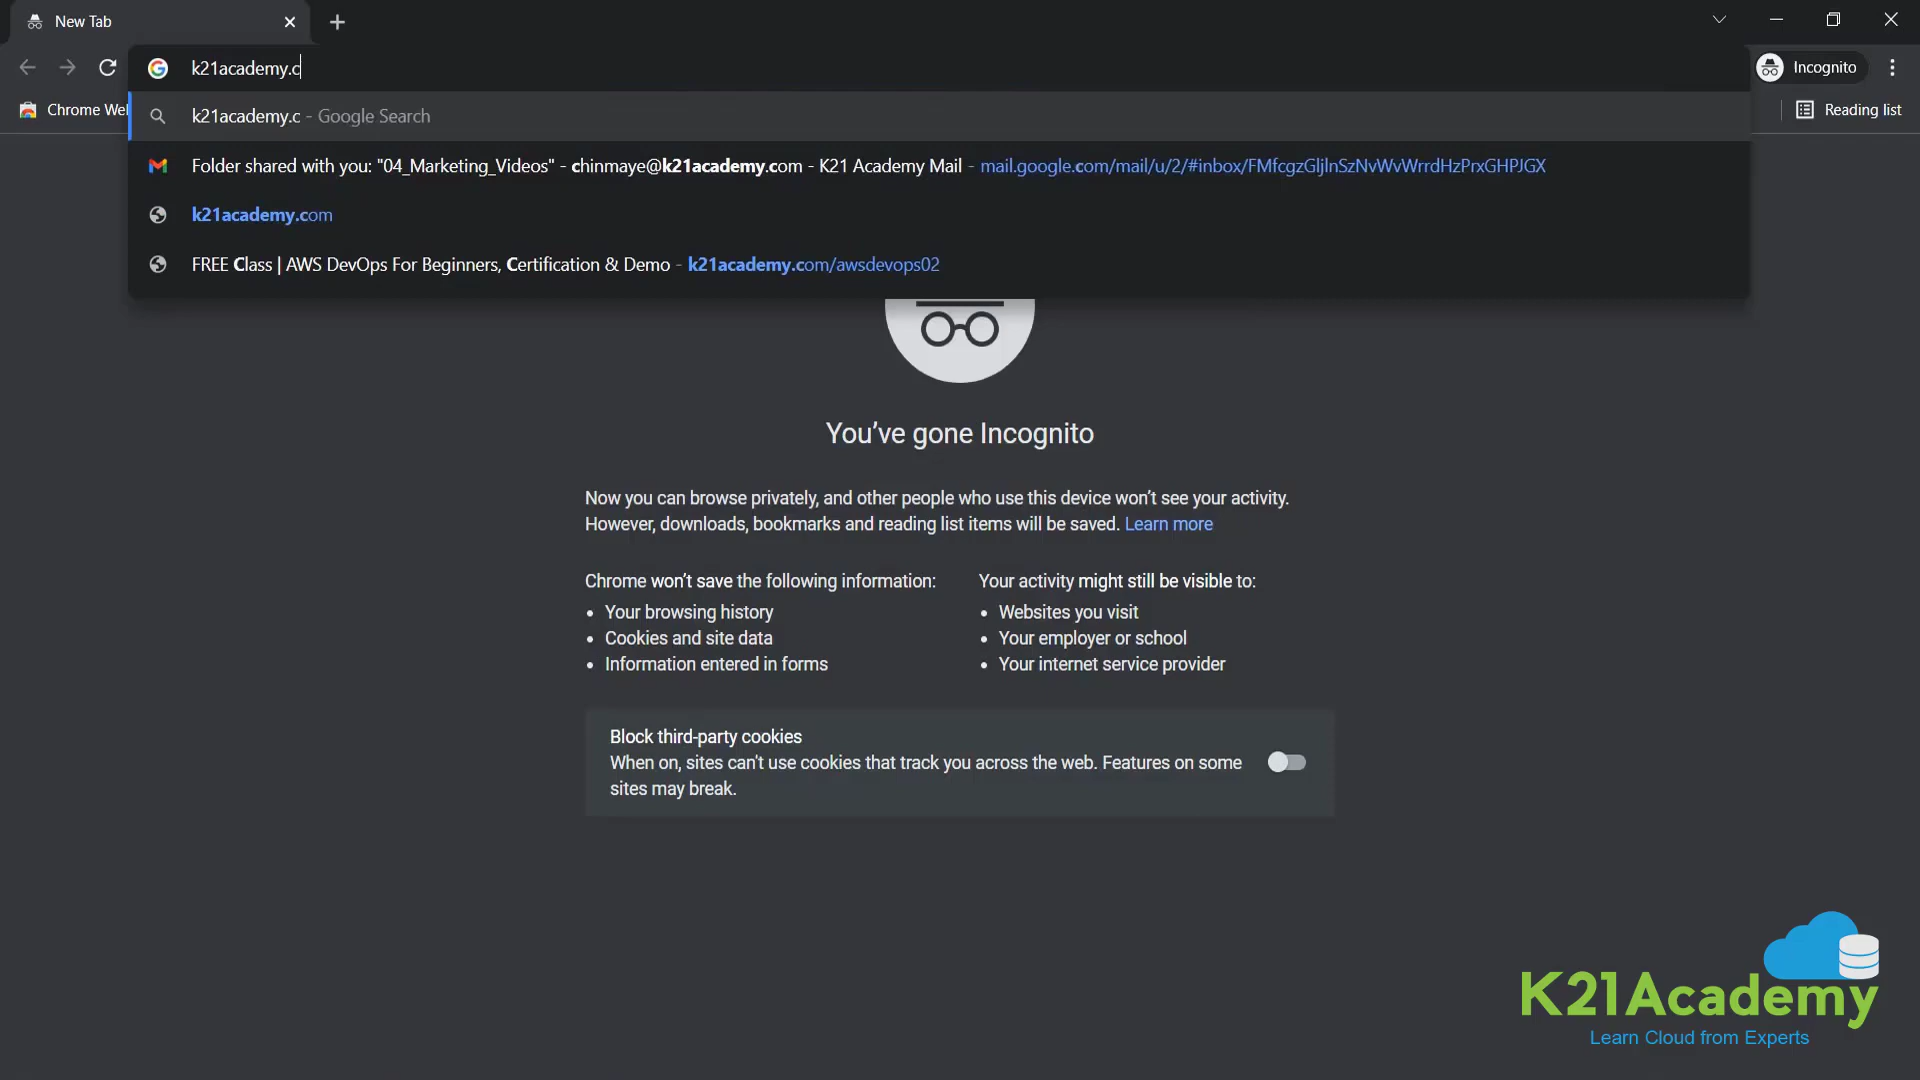 New Tab
k21academy.c
Incognito
Chrome Wel
Reading list
k21academy.c - Google Search
Folder shared with you: "04_Marketing_Videos" - chinmaye@k21academy.com - K21 Academy Mail - mail.google.com/mail/u/2/#inbox/FMfcgzGljlnSzNvWvWrrdHzPrxGHPJGX
k21academy.com
FREE Class | AWS DevOps For Beginners, Certification & Demo - k21academy.com/awsdevops02
You've gone Incognito
Now you can browse privately, and other people who use this device won't see your activity.
However, downloads, bookmarks and reading list items will be saved. Learn more
Chrome won't save the following information:
Your browsing history
Cookies and site data
Information entered in forms
Your activity might still be visible to:
Websites you visit
Your employer or school
Your internet service provider
Block third-party cookies
When on, sites can't use cookies that track you across the web. Features on some
sites may break.
K21Academy
Learn Cloud from Experts